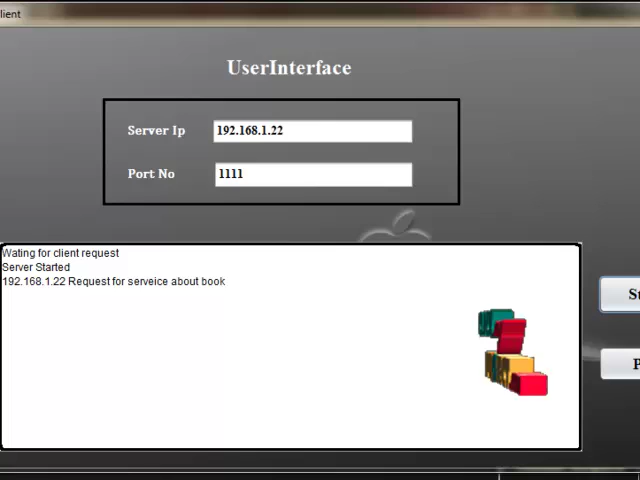 lient
UserInterface
Server Ip 192.168.1.22
Port No 1111
Wating for client request
Server Started
192.168.1.22 Request for serveice about book
St
P